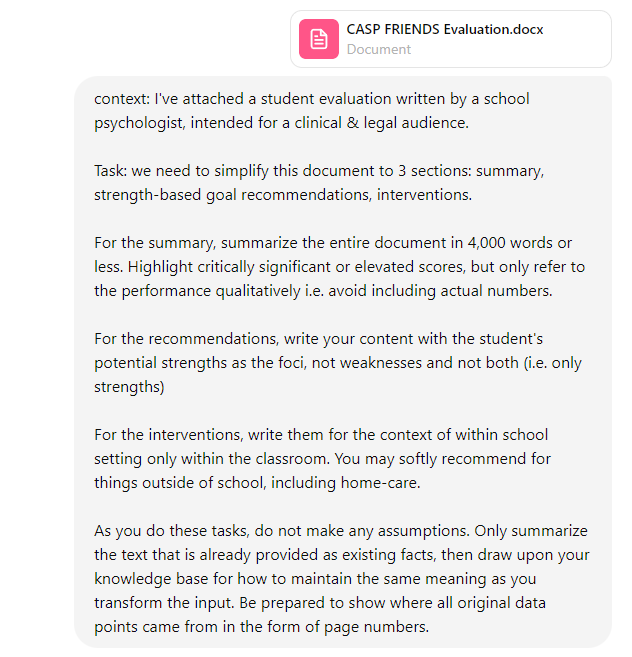 CASP FRIENDS Evaluation.docx
Document
context: I've attached a student evaluation written by a school
psychologist, intended for a clinical & legal audience.
Task: we need to simplify this document to 3 sections: summary,
strength-based goal recommendations, interventions.
For the summary, summarize the entire document in 4,000 words or
less. Highlight critically significant or elevated scores, but only refer to
the performance qualitatively i.e. avoid including actual numbers.
For the recommendations, write your content with the student's
potential strengths as the foci, not weaknesses and not both (i.e. only
strengths)
For the interventions, write them for the context of within school
setting only within the classroom. You may softly recommend for
things outside of school, including home-care.
As you do these tasks, do not make any assumptions. Only summarize
the text that is already provided as existing facts, then draw upon your
knowledge base for how to maintain the same meaning as you
transform the input. Be prepared to show where all original data
points came from in the form of page numbers.